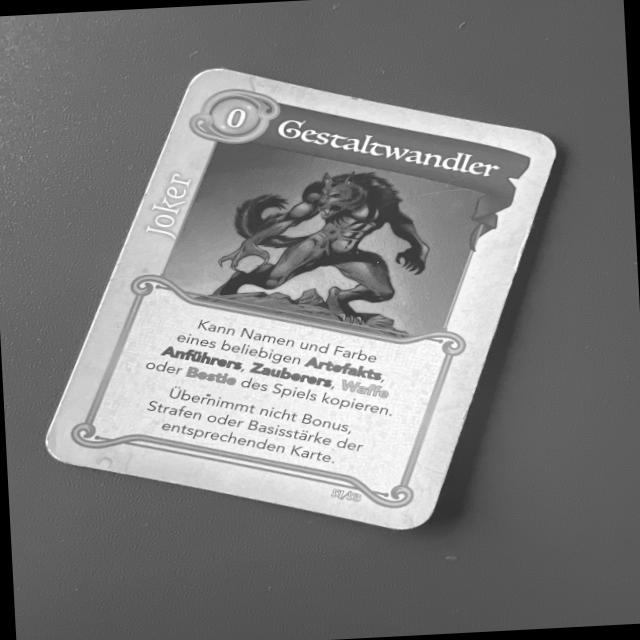 0
Gestaltwandler
Joker
Kann Namen und Farbe
eines beliebigen Artefakts,
Anführers, Zauberers, Waffe
oder Bestie des Spiels kopieren.
Übernimmt nicht Bonus,
Strafen oder Basisstärke der
entsprechenden Karte.